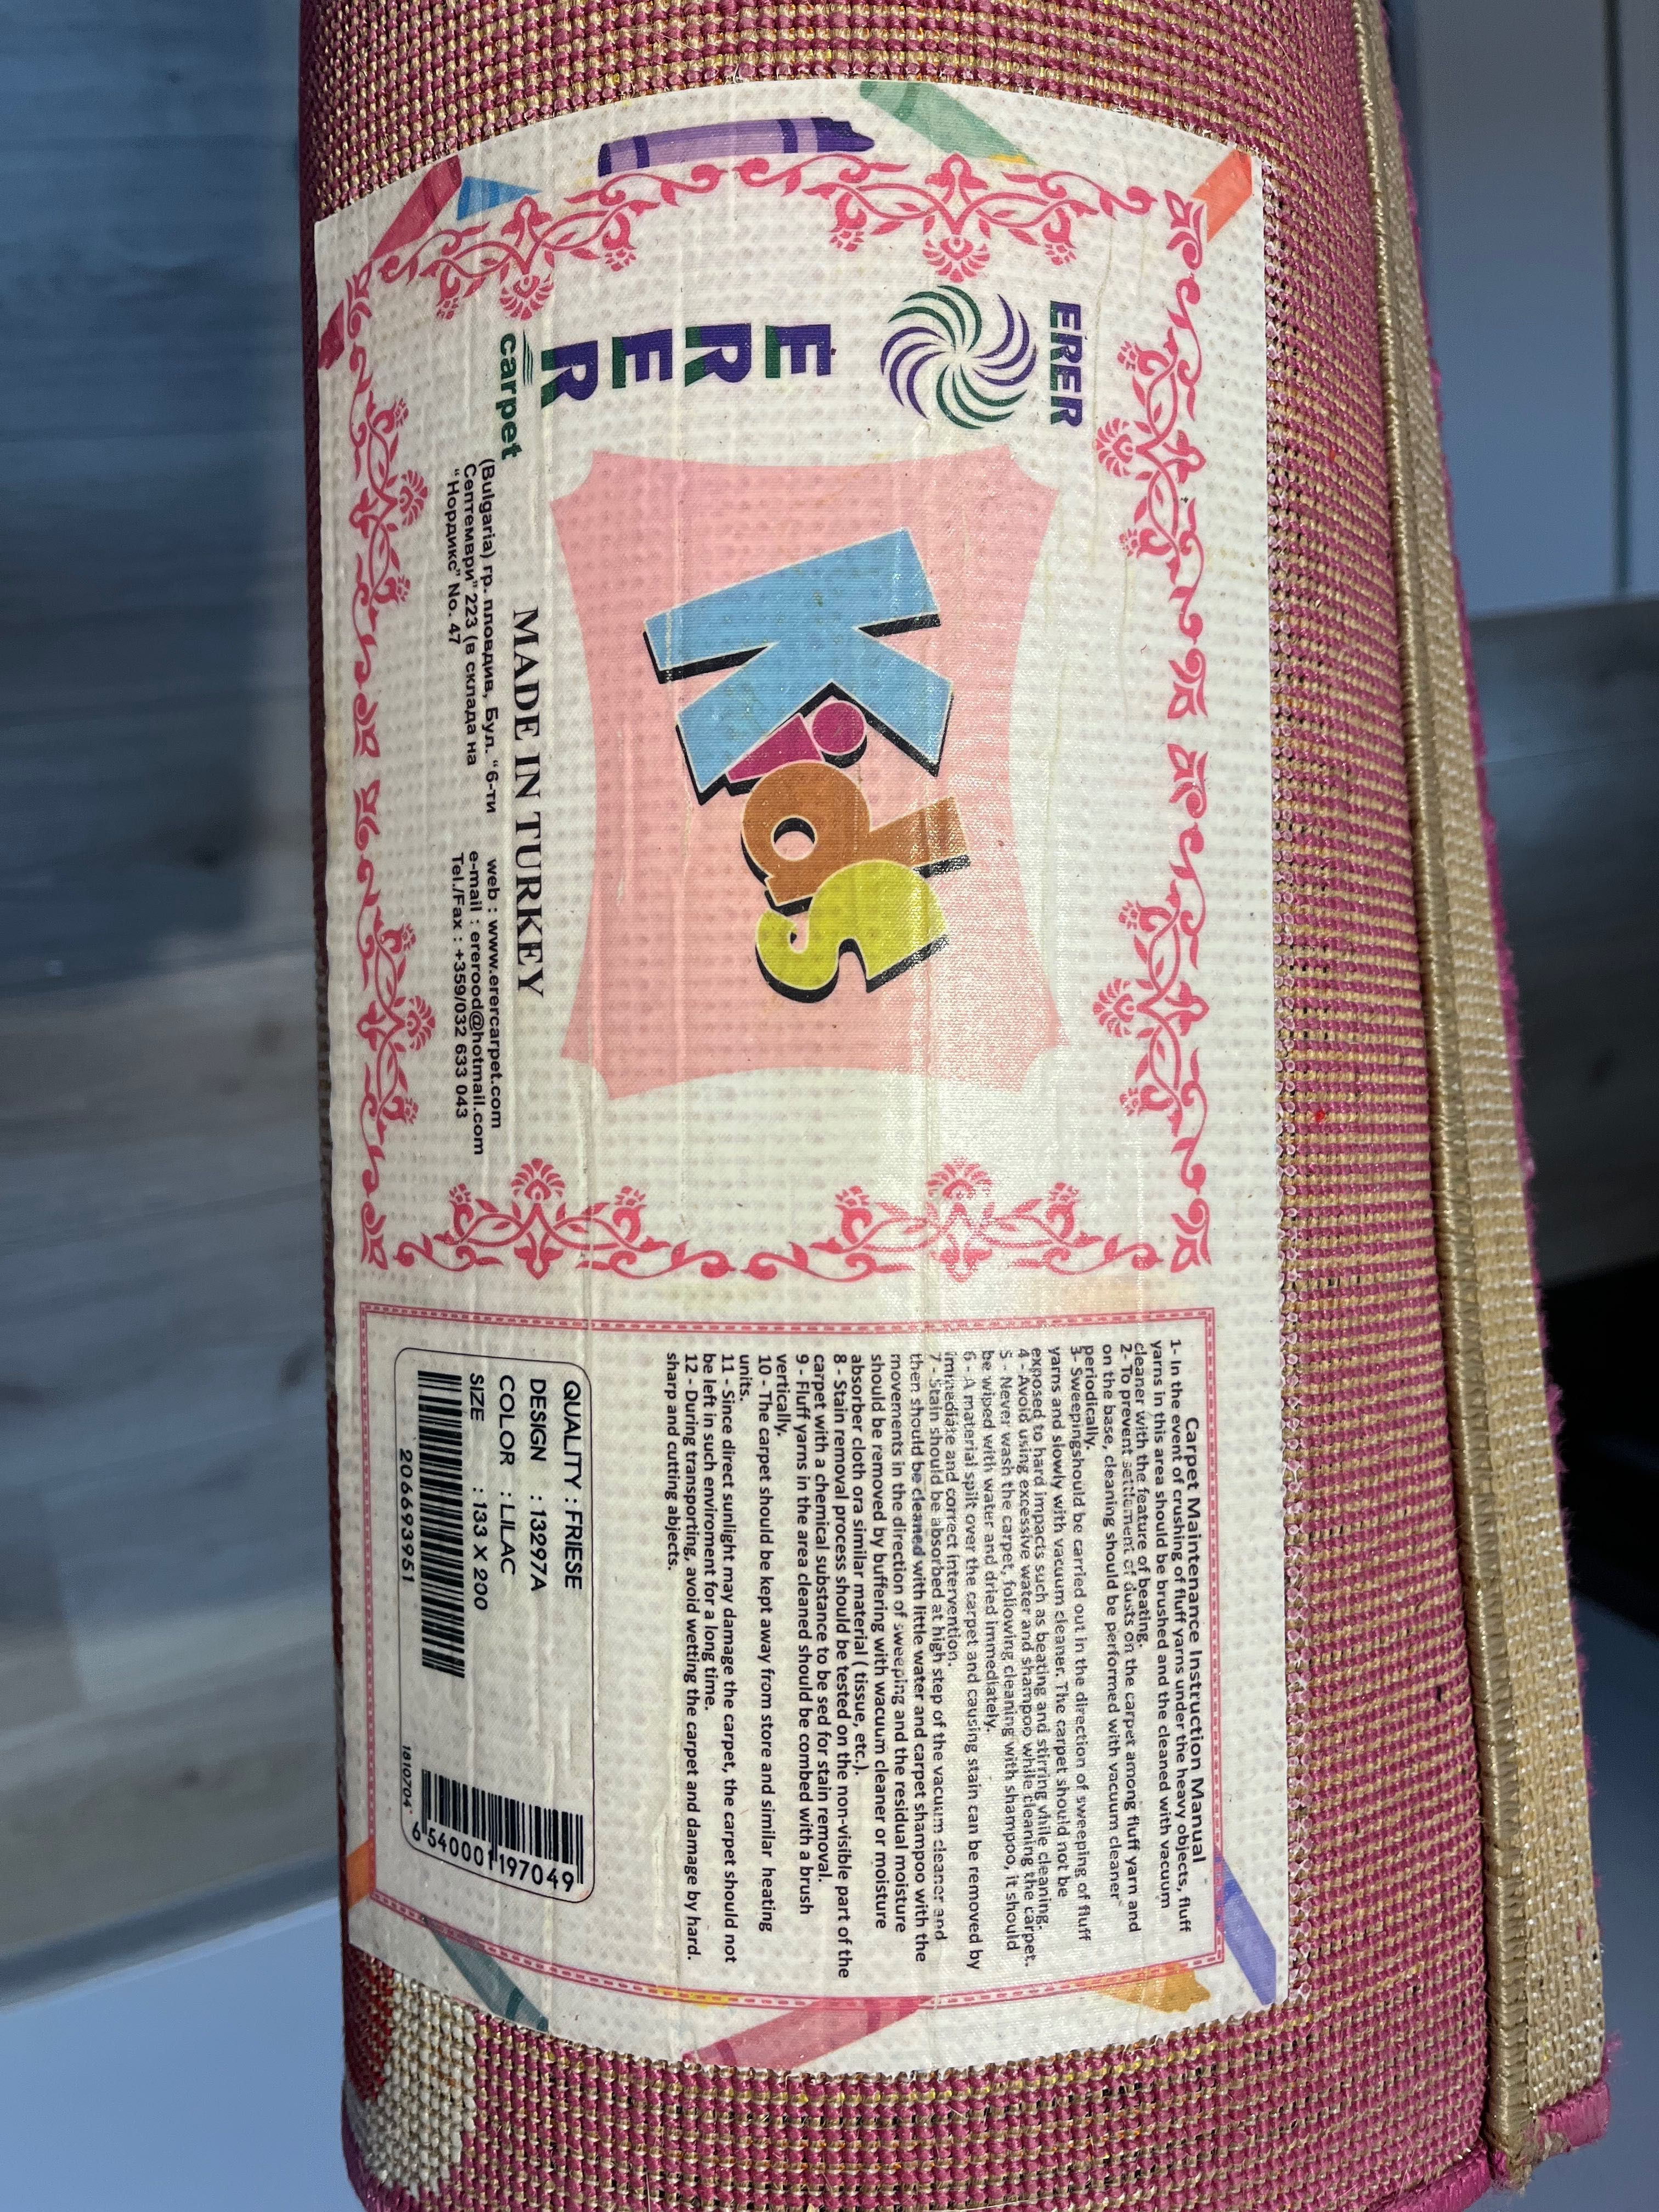 ERER
ERER
carpet
Kids
MADE IN TURKEY
(Bulgaria) гр. пловдив, Бул. “6-ти
Септември” 223 (в склада на
“Нордикс” No. 47
web : www.erercarpet.com
e-mail : ererood@hotmail.com
Tel./Fax : +359/032 633 043
Carpet Maintenance Instruction Manual
1- In the event of crushing of fluff yarns under the heavy objects, fluff
yarns in this area should be brushed and the cleaned with vacuum
cleaner with the feature of beating.
2- To prevent settlement of dusts on the carpet among fluff yarn and
on the base, cleaning should be performed with vacuum cleaner
periodically.
3- Sweepingshould be carried out in the direction of sweeping of fluff
yarns and slowly with vacuum cleaner. The carpet should not be
exposed to hard impacts such as beating and stirring while cleaning.
4 - Avoid using excessive water and shampoo while cleaning the carpet.
5 - Never wash the carpet, following cleaning with shampoo, it should
be wiped with water and dried immediately.
6 - A material spilt over the carpet and causing stain can be removed by
immediate and correct intervention.
7 - Stain should be absorbed at high step of the vacuum cleaner and
then should be cleaned with little water and carpet shampoo with the
movements in the direction of sweeping and the residual moisture
should be removed by buffering with wacuum cleaner or moisture
absorber cloth ora similar material ( tissue, etc.).
8 - Stain removal process should be tested on the non-visible part of the
carpet with a chemical substance to be sed for stain removal.
9 - Fluff yarns in the area cleaned should be combed with a brush
vertically.
10 - The carpet should be kept away from store and similar heating
units.
11 - Since direct sunlight may damage the carpet, the carpet should not
be left in such enviroment for a long time.
12 - During transporting, avoid wetting the carpet and damage by hard.
sharp and cutting abjects.
QUALITY : FRIESE
DESIGN : 13297A
COLOR : LILAC
SIZE : 133 X 200
206693951
1810704
6 540001 197049